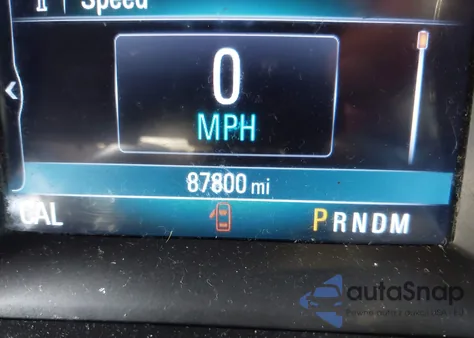 Speed
0
MPH
87800 mi
CAL
PRNDM
autoSnap